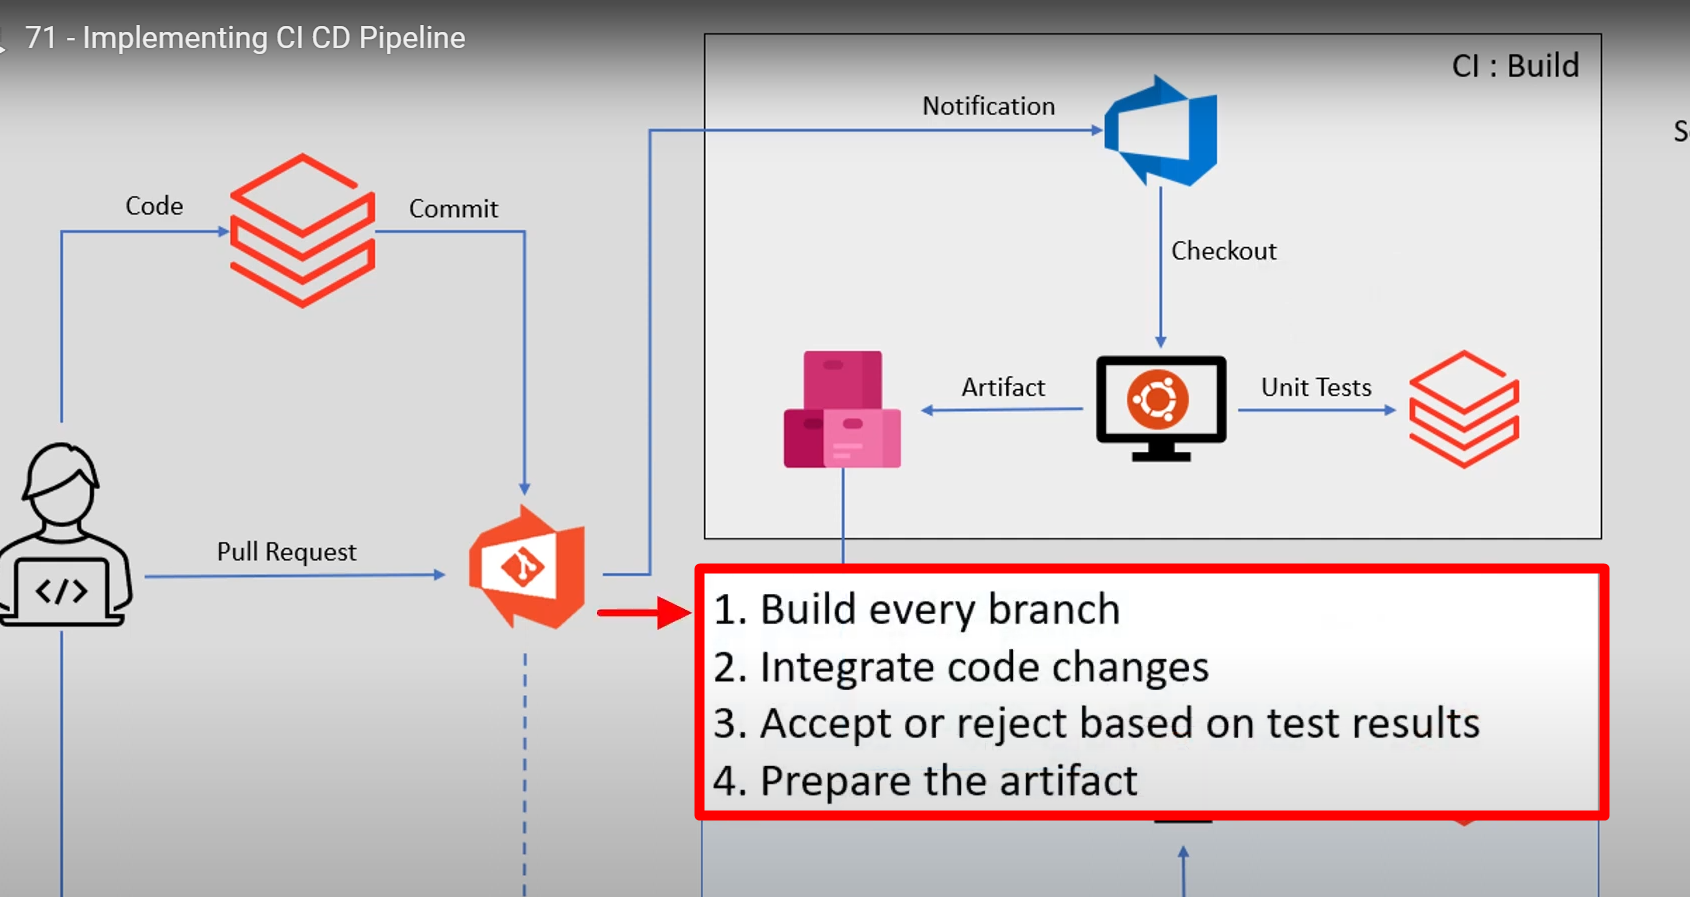 71 - Implementing CI CD Pipeline
CI : Build
Notification
Code
Commit
Checkout
Artifact
Unit Tests
Pull Request
</>
1. Build every branch
2. Integrate code changes
3. Accept or reject based on test results
4. Prepare the artifact